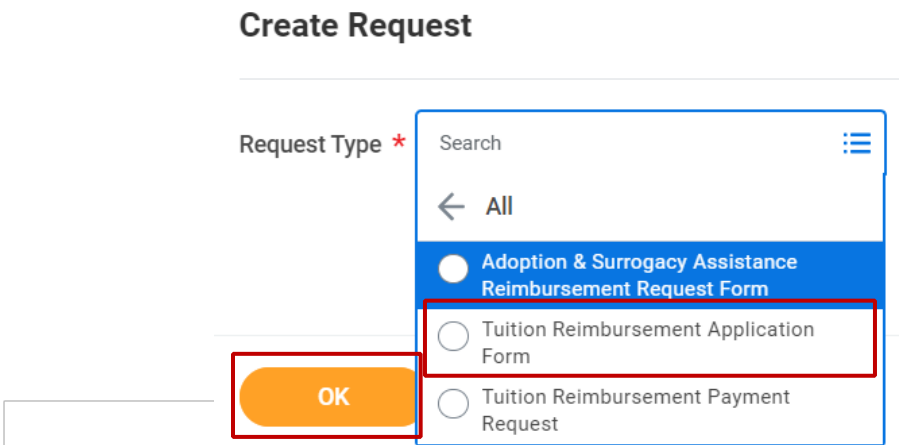 Create Request
Request Type *
Search
All
Adoption & Surrogacy Assistance
Reimbursement Request Form
Tuition Reimbursement Application
Form
OK
Tuition Reimbursement Payment
Request